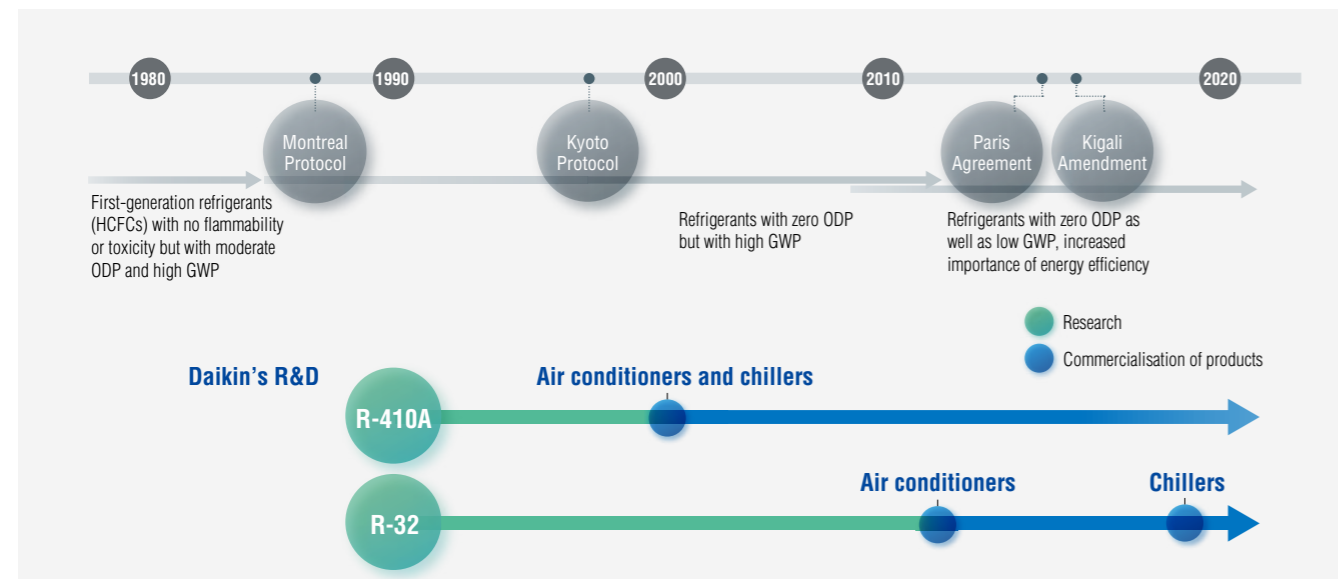 1980
1990
2000
2010
2020
Montreal
Protocol
Kyoto
Protocol
Paris
Agreement
Kigali
Amendment
First-generation refrigerants
(HCFCs) with no flammability
or toxicity but with moderate
ODP and high GWP
Refrigerants with zero ODP
but with high GWP
Refrigerants with zero ODP as
well as low GWP, increased
importance of energy efficiency
Research
Commercialisation of products
Daikin's R&D
Air conditioners and chillers
R-410A
Air conditioners
Chillers
R-32